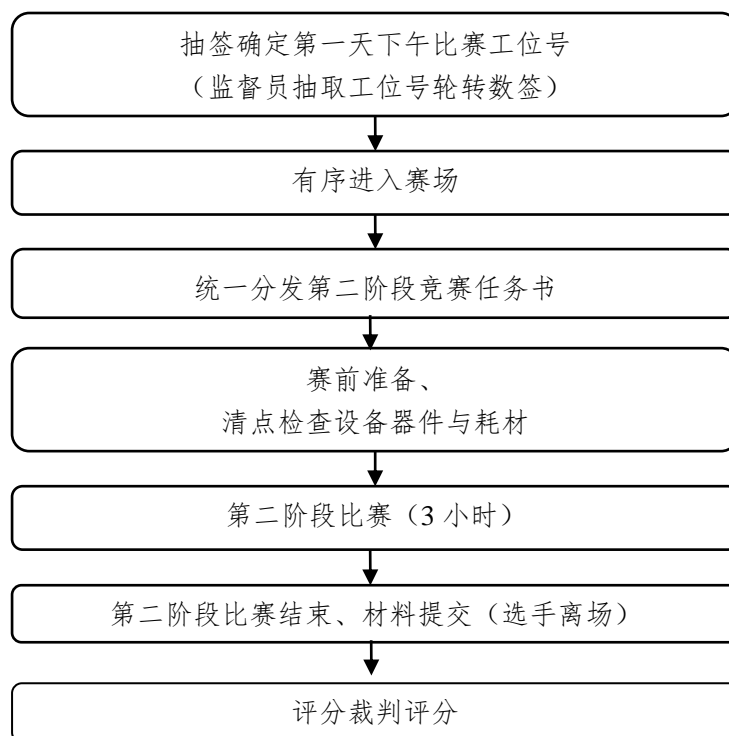 抽签确定第一天下午比赛工位号
（监督员抽取工位号轮转数签）
有序进入赛场
统一分发第二阶段竞赛任务书
赛前准备、
清点检查设备器件与耗材
第二阶段比赛（3 小时）
第二阶段比赛结束、材料提交（选手离场）
评分裁判评分